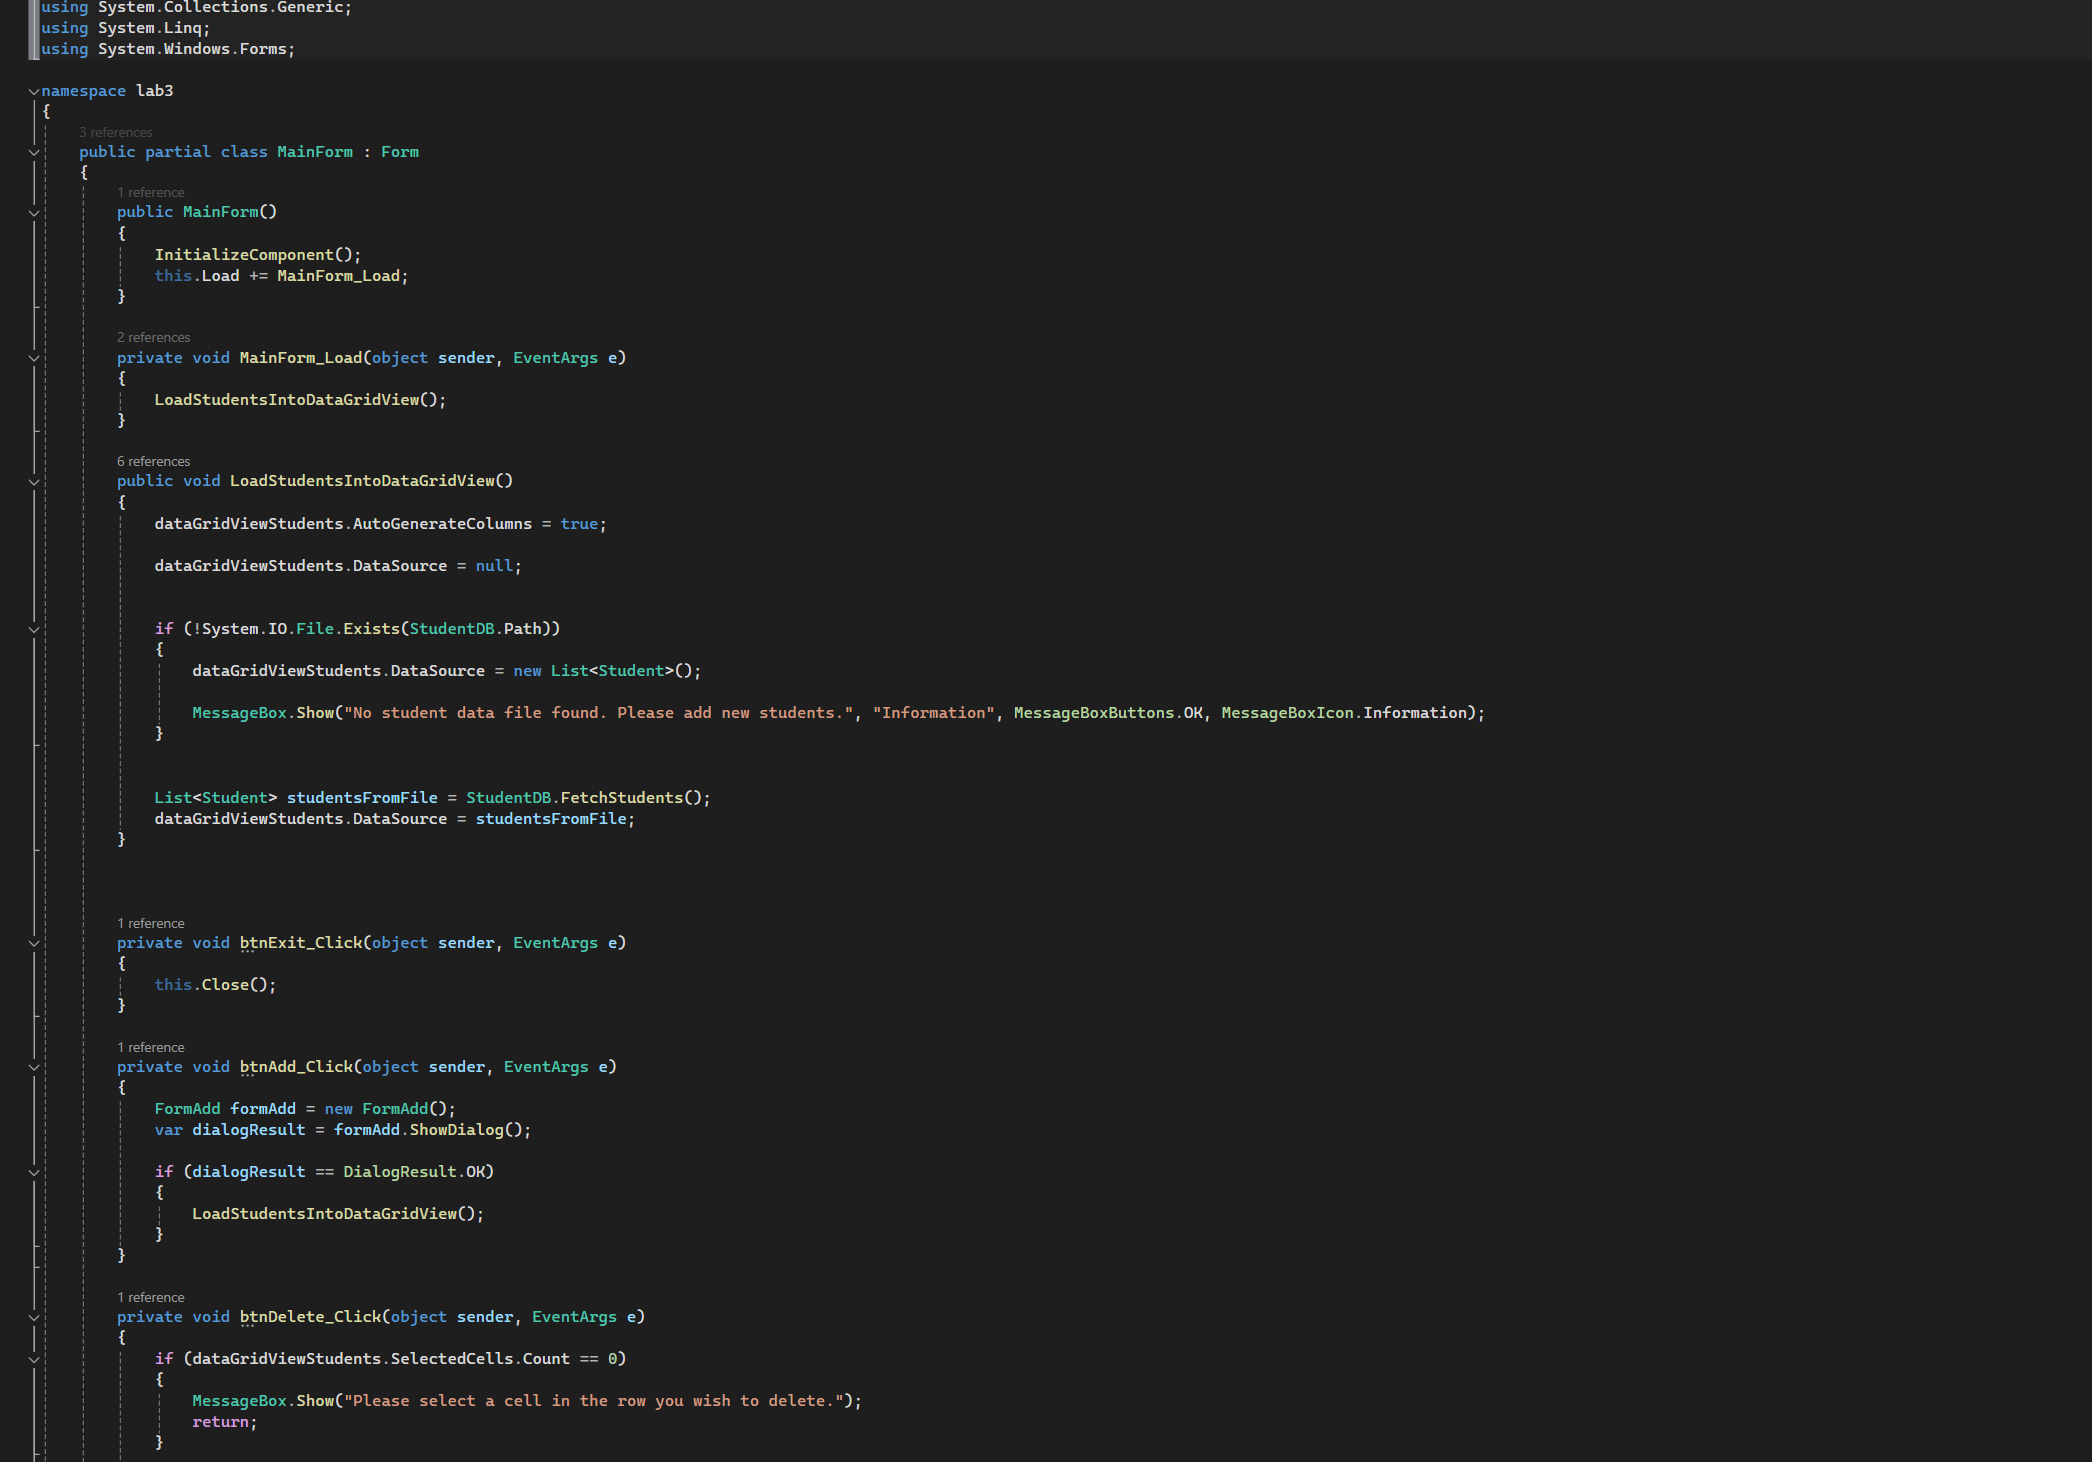 using System.Collections.Generic;
using System.Linq;
using System.Windows.Forms;
namespace lab3
{
3 references
public partial class MainForm : Form
{
1 reference
public MainForm()
{
InitializeComponent();
this.Load += MainForm_Load;
}
2 references
private void MainForm_Load(object sender, EventArgs e)
{
LoadStudentsIntoDataGridView();
}
6 references
public void LoadStudentsIntoDataGridView()
{
dataGridViewStudents.AutoGenerateColumns = true;
dataGridViewStudents.DataSource = null;
if (!System.IO.File.Exists(StudentDB.Path))
{
dataGridViewStudents.DataSource = new List<Student>();
MessageBox.Show("No student data file found. Please add new students.", "Information", MessageBoxButtons.OK, MessageBoxIcon.Information);
}
List<Student> studentsFromFile = StudentDB.FetchStudents();
dataGridViewStudents.DataSource = studentsFromFile;
}
1 reference
private void btnExit_Click(object sender, EventArgs e)
{
this.Close();
}
1 reference
private void btnAdd_Click(object sender, EventArgs e)
{
FormAdd formAdd = new FormAdd();
var dialogResult = formAdd.ShowDialog();
if (dialogResult == DialogResult.OK)
{
LoadStudentsIntoDataGridView();
}
}
1 reference
private void btnDelete_Click(object sender, EventArgs e)
{
if (dataGridViewStudents.SelectedCells.Count == 0)
{
MessageBox.Show("Please select a cell in the row you wish to delete.");
return;
}